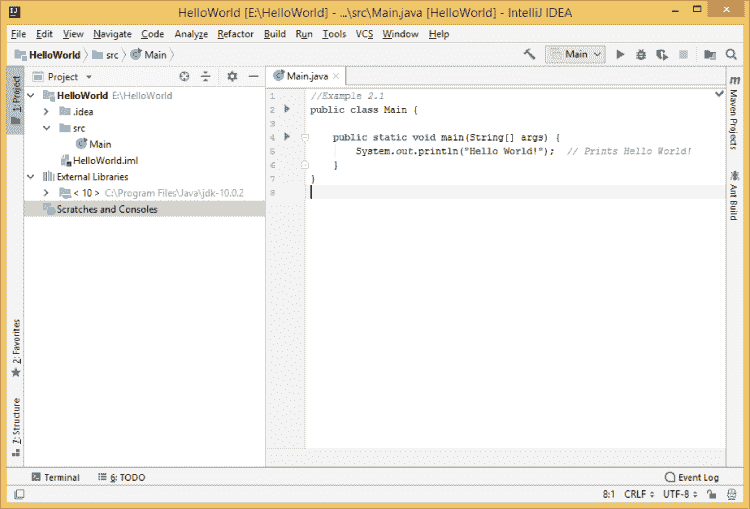 HelloWorld [E:\HelloWorld] - ...\src\Main.java [HelloWorld] - IntelliJ IDEA
File Edit View Navigate Code Analyze Refactor Build Run Tools VCS Window Help
HelloWorld src Main Main
1: Project
Project
HelloWorld E:\HelloWorld
.idea
src
Main
HelloWorld.iml
External Libraries
< 10 > C:\Program Files\Java\jdk-10.0.2
Scratches and Consoles
2: Favorites
Z: Structure
Main.java
1 //Example 2.1
2 public class Main {
3
4 public static void main(String[] args) {
5 System.out.println("Hello World!"); // Prints Hello World!
6 }
7 }
8
m Maven Projects
Ant Build
Terminal 6: TODO Event Log
8:1 CRLF UTF-8